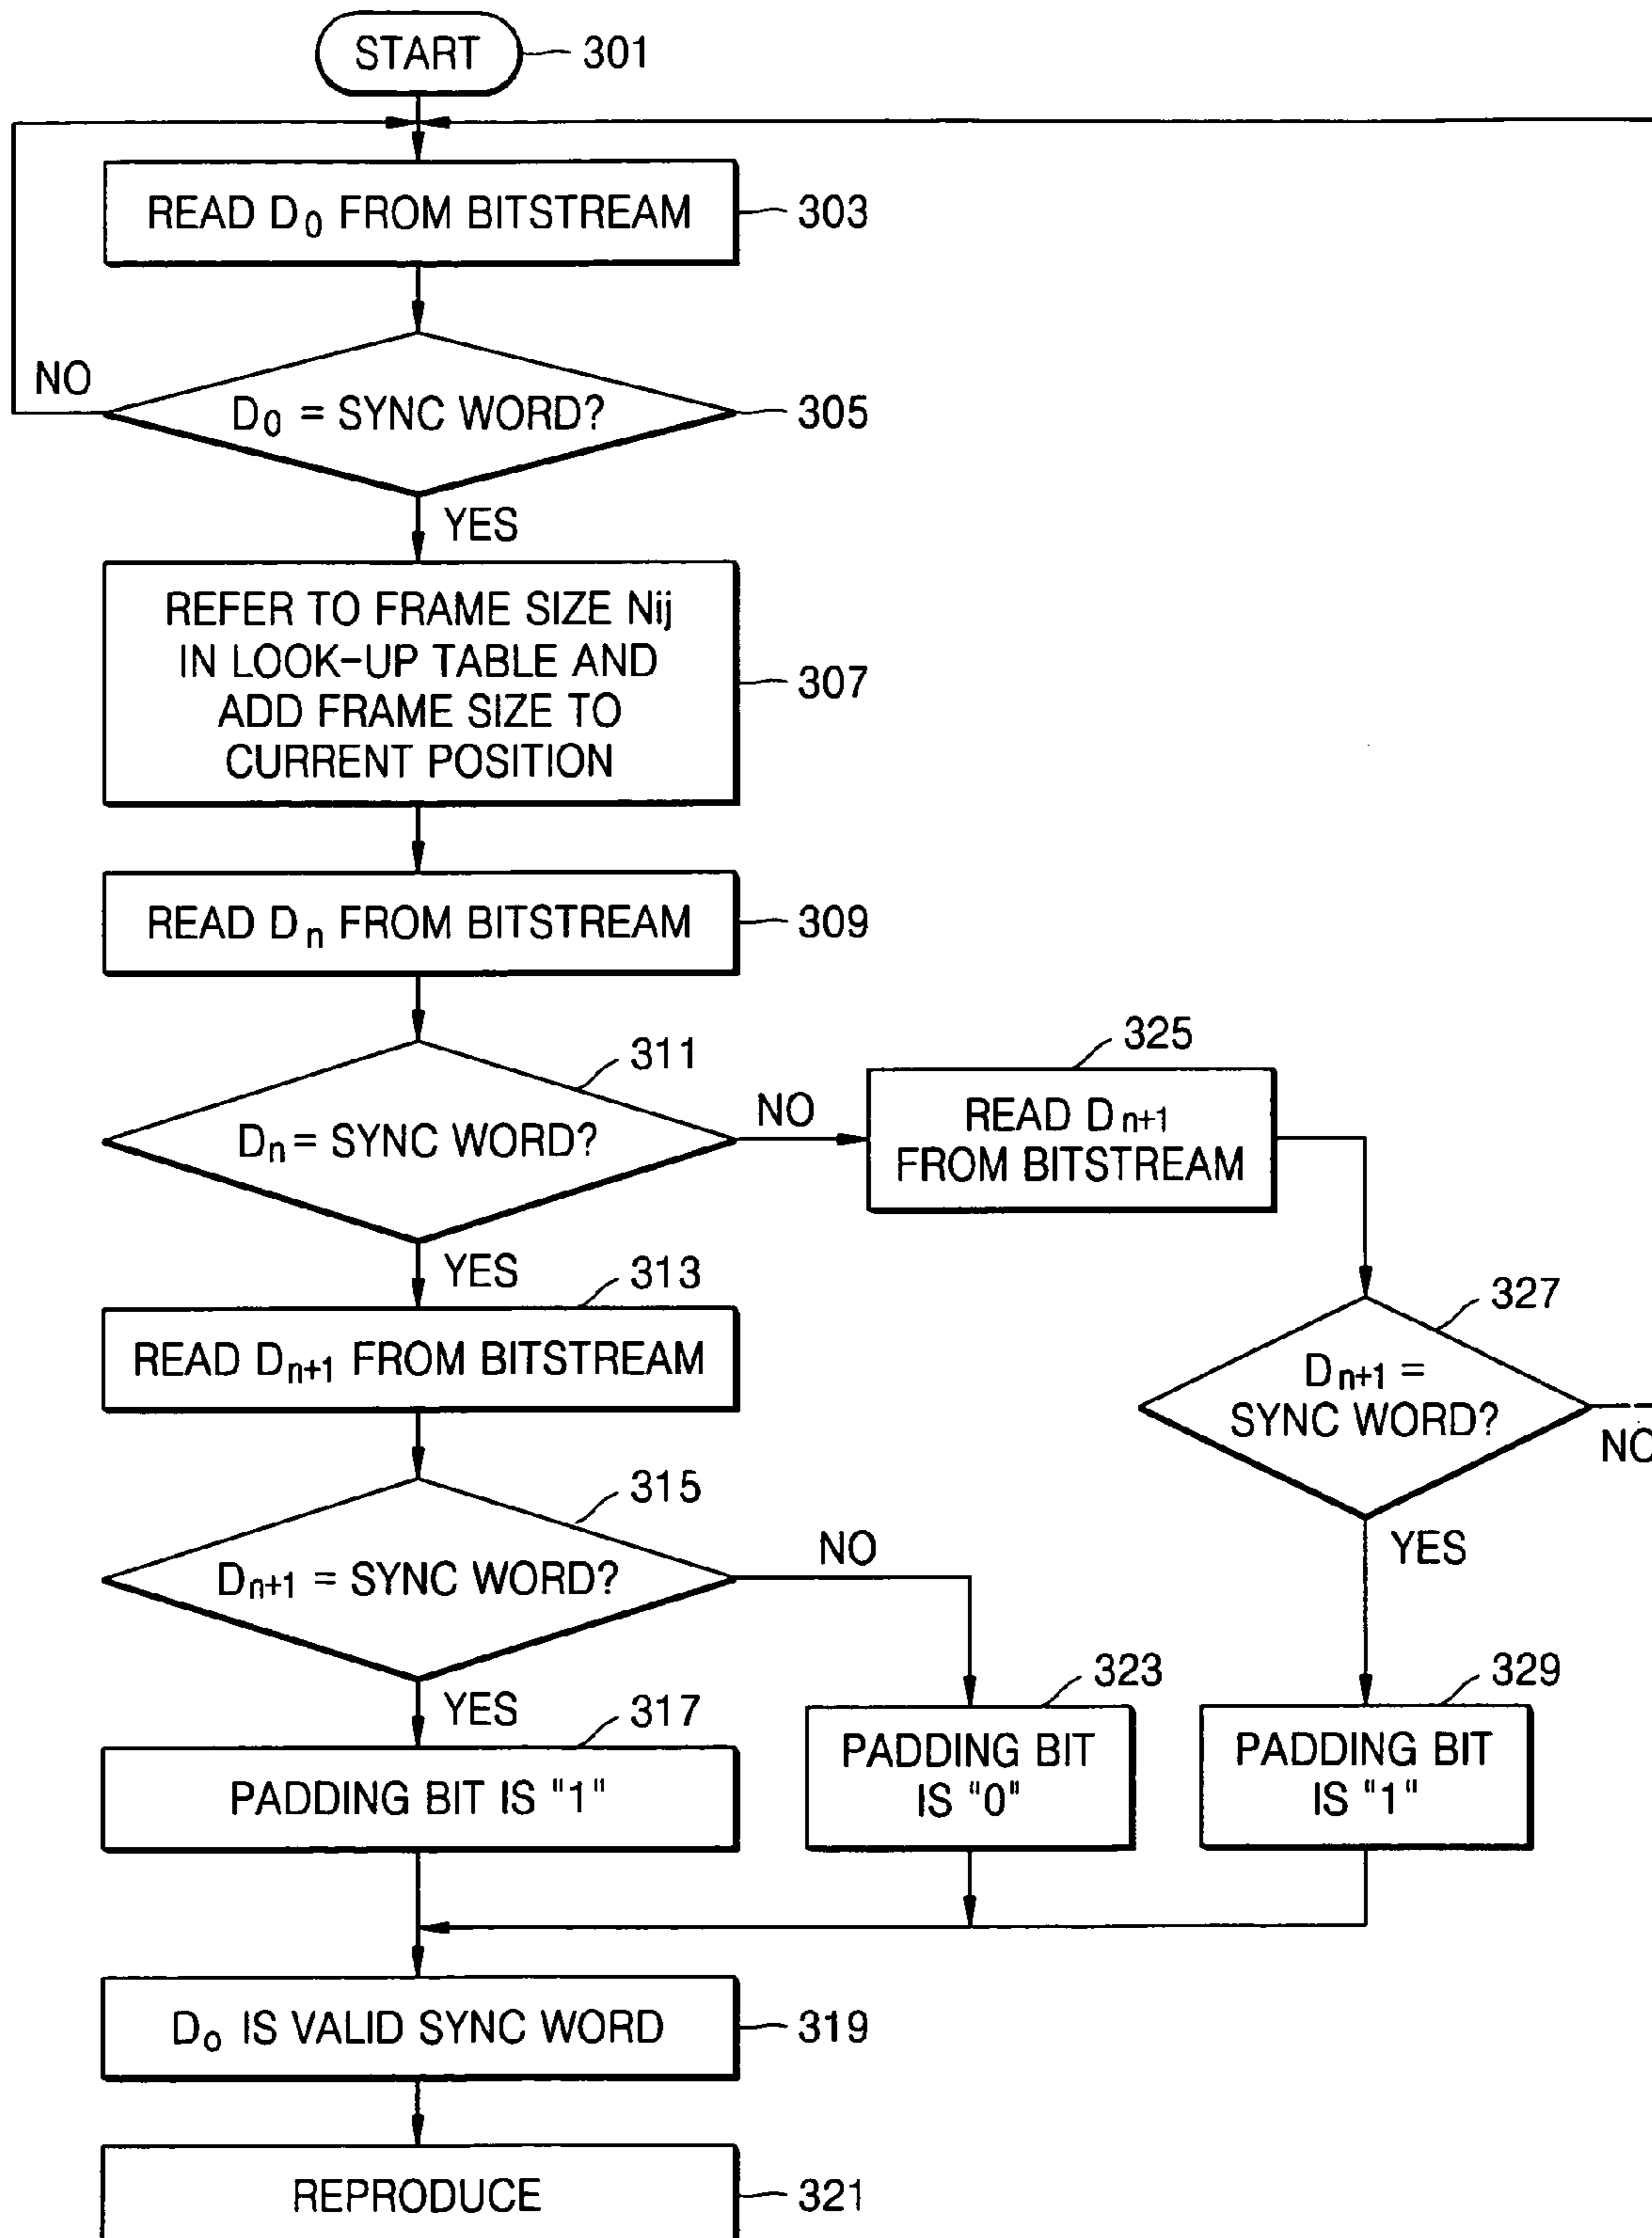 START
301
READ D0 FROM BITSTREAM
303
NO
D0 = SYNC WORD?
305
YES
REFER TO FRAME SIZE Nij
IN LOOK-UP TABLE AND
ADD FRAME SIZE TO
CURRENT POSITION
307
READ Dn FROM BITSTREAM
309
311
Dn = SYNC WORD?
NO
325
READ Dn+1
FROM BITSTREAM
YES
313
READ Dn+1 FROM BITSTREAM
327
Dn+1 =
SYNC WORD?
NO
315
Dn+1 = SYNC WORD?
NO
YES
YES
317
PADDING BIT IS "1"
323
PADDING BIT
IS "0"
329
PADDING BIT
IS "1"
Do IS VALID SYNC WORD
319
REPRODUCE
321